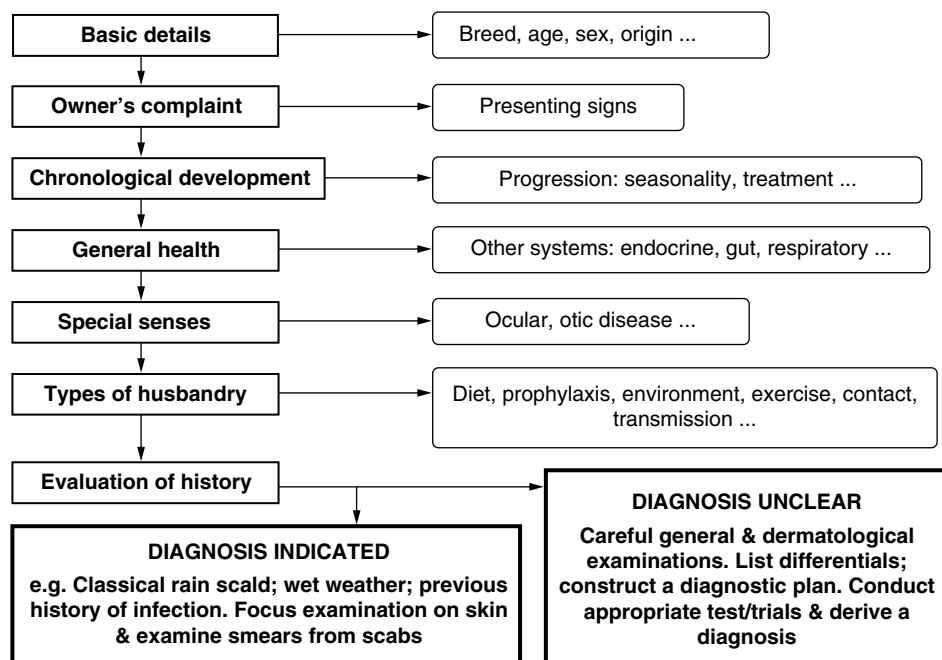 Basic details
Breed, age, sex, origin ...
Owner's complaint
Presenting signs
Chronological development
Progression: seasonality, treatment ...
General health
Other systems: endocrine, gut, respiratory ...
Special senses
Ocular, otic disease ...
Types of husbandry
Diet, prophylaxis, environment, exercise, contact,
transmission ...
Evaluation of history
DIAGNOSIS INDICATED
e.g. Classical rain scald; wet weather; previous
history of infection. Focus examination on skin
& examine smears from scabs
DIAGNOSIS UNCLEAR
Careful general & dermatological
examinations. List differentials;
construct a diagnostic plan. Conduct
appropriate test/trials & derive a
diagnosis